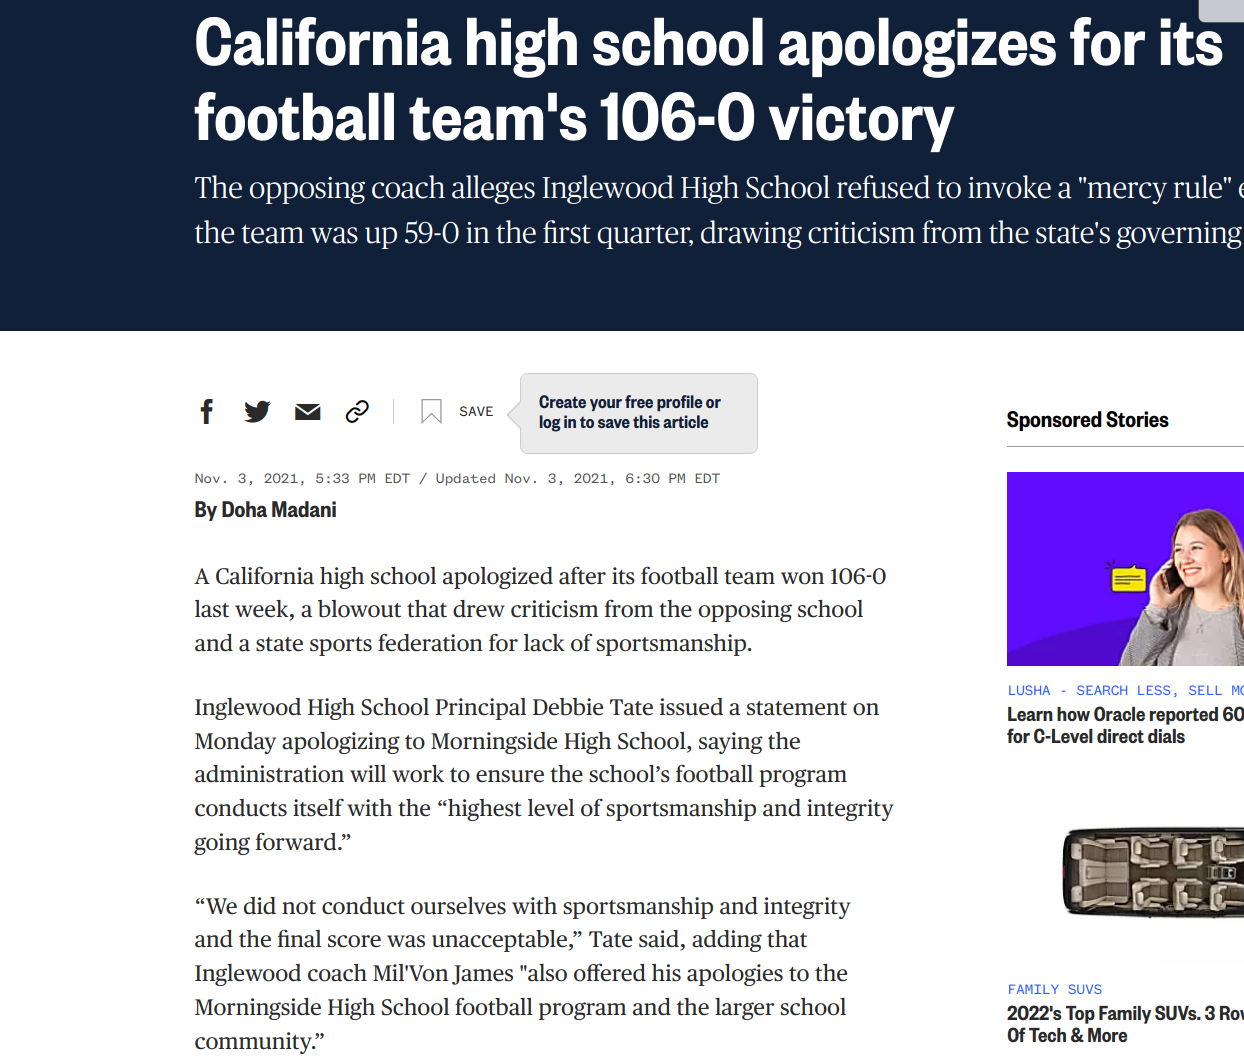 California high school apologizes for its
football team's 106-0 victory
The opposing coach alleges Inglewood High School refused to invoke a "mercy rule"
the team was up 59-0 in the first quarter, drawing criticism from the state's governing
SAVE
Create your free profile or
log in to save this article
Nov. 3, 2021, 5:33 PM EDT / Updated Nov. 3, 2021, 6:30 PM EDT
By Doha Madani
A California high school apologized after its football team won 106-0
last week, a blowout that drew criticism from the opposing school
and a state sports federation for lack of sportsmanship.
Inglewood High School Principal Debbie Tate issued a statement on
Monday apologizing to Morningside High School, saying the
administration will work to ensure the school’s football program
conducts itself with the “highest level of sportsmanship and integrity
going forward.”
“We did not conduct ourselves with sportsmanship and integrity
and the final score was unacceptable,” Tate said, adding that
Inglewood coach Mil'Von James "also offered his apologies to the
Morningside High School football program and the larger school
community.”
Sponsored Stories
LUSHA - SEARCH LESS, SELL
Learn how Oracle reported 60
for C-Level direct dials
FAMILY SUVS
2022's Top Family SUVs. 3
Of Tech & More